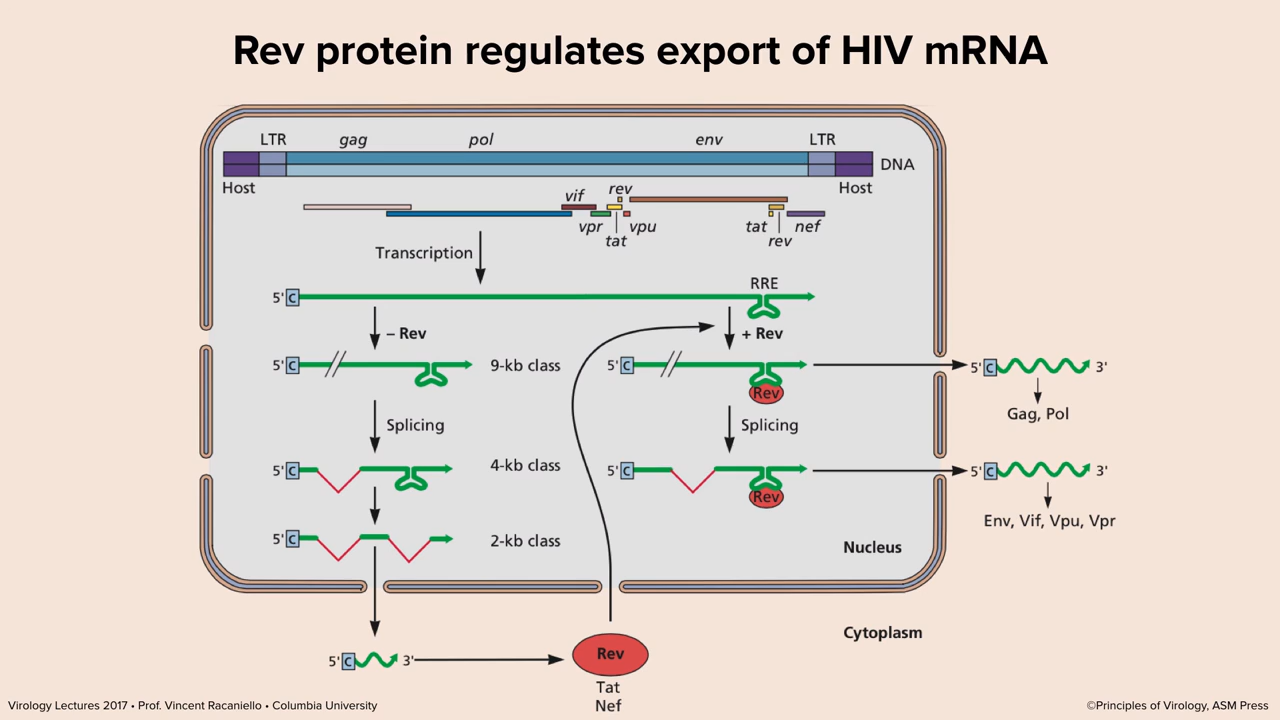 Rev protein regulates export of HIV mRNA
LTR gag pol env LTR
DNA
Host Host
vif rev
vpr vpu tat nef
tat rev
Transcription
RRE
5' C
– Rev + Rev
5' C 9-kb class 5' C 5' C 3'
Rev
Gag, Pol
Splicing Splicing
5' C 4-kb class 5' C 5' C 3'
Rev
Env, Vif, Vpu, Vpr
5' C 2-kb class
Nucleus
Cytoplasm
5' C 3' Rev
Tat
Nef
Virology Lectures 2017 • Prof. Vincent Racaniello • Columbia University ©Principles of Virology, ASM Press